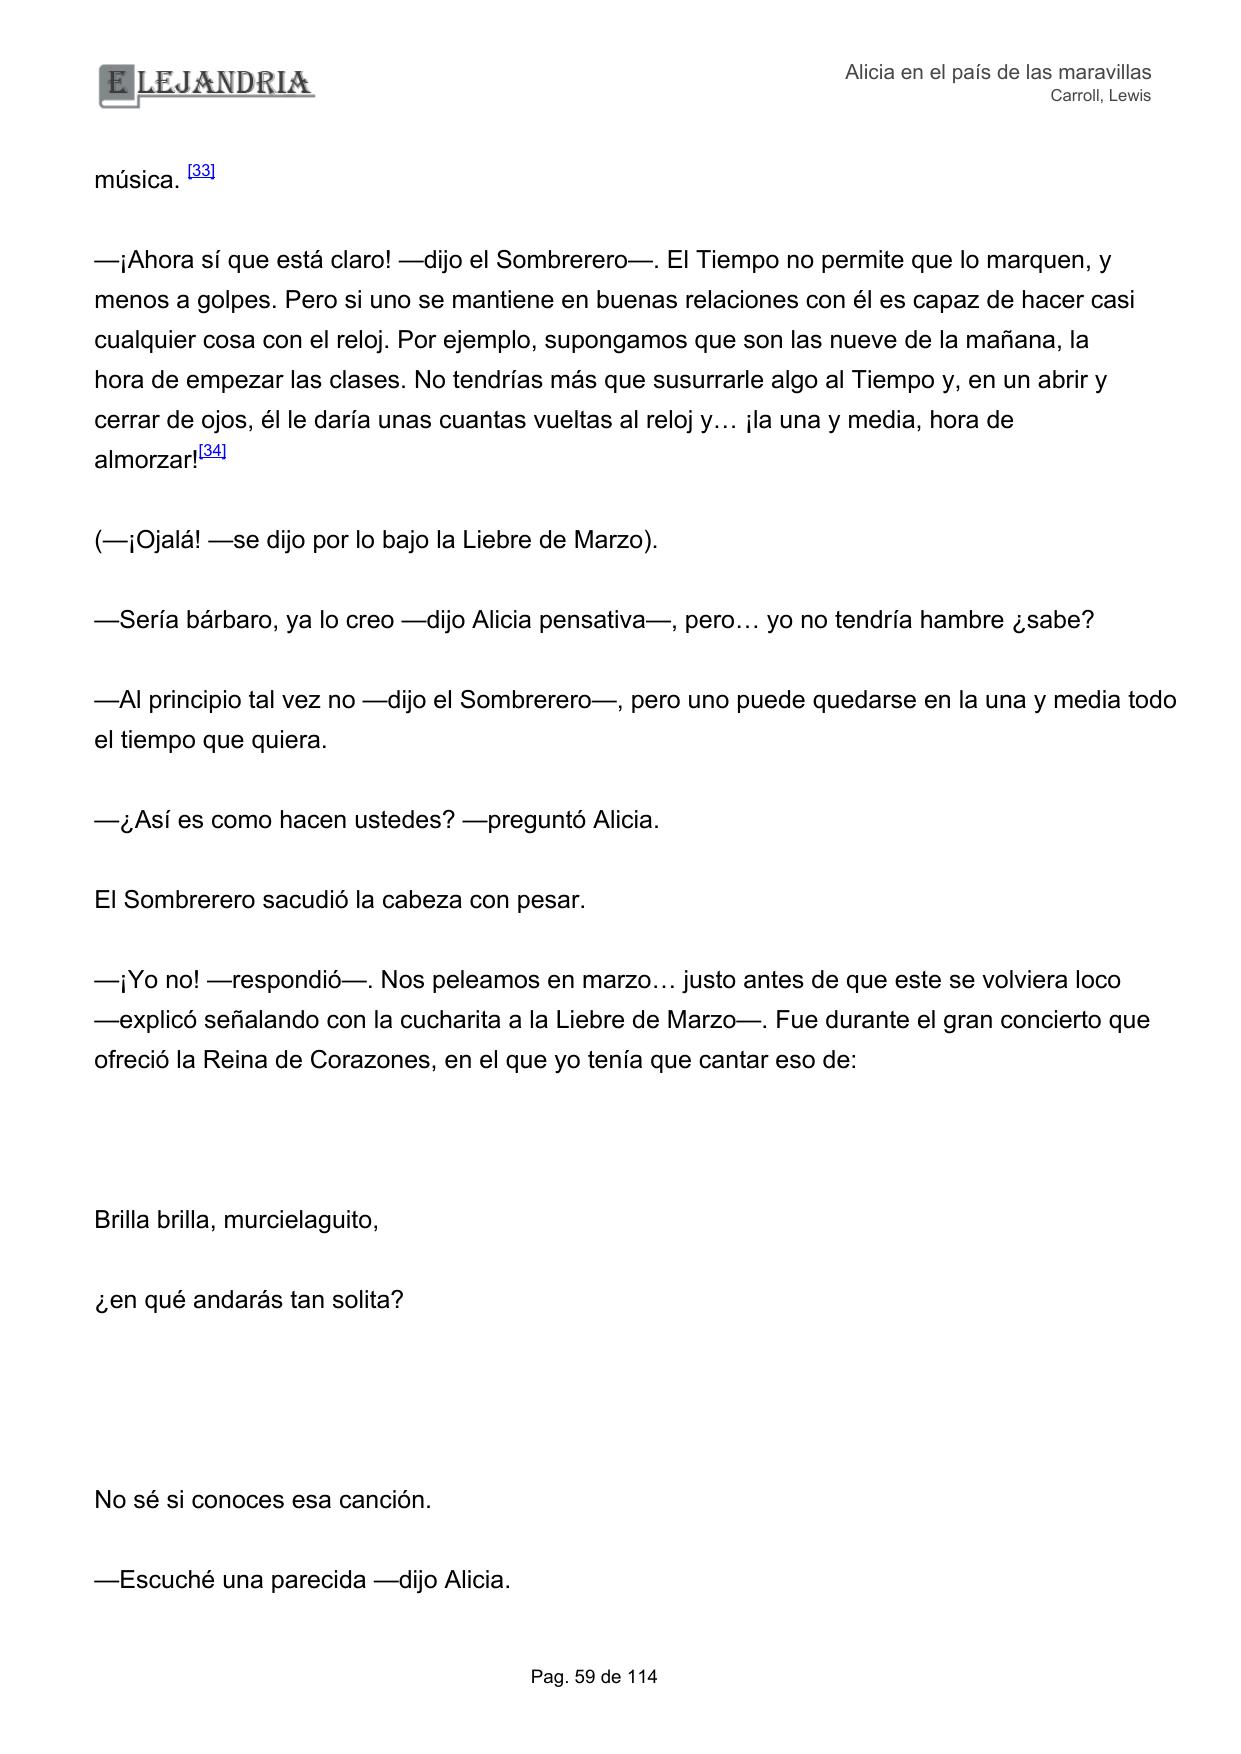 ELEJANDRIA
Alicia en el país de las maravillas
Carroll, Lewis
música. [33]
—¡Ahora sí que está claro! —dijo el Sombrerero—. El Tiempo no permite que lo marquen, y
menos a golpes. Pero si uno se mantiene en buenas relaciones con él es capaz de hacer casi
cualquier cosa con el reloj. Por ejemplo, supongamos que son las nueve de la mañana, la
hora de empezar las clases. No tendrías más que susurrarle algo al Tiempo y, en un abrir y
cerrar de ojos, él le daría unas cuantas vueltas al reloj y… ¡la una y media, hora de
almorzar![34]
(—¡Ojalá! —se dijo por lo bajo la Liebre de Marzo).
—Sería bárbaro, ya lo creo —dijo Alicia pensativa—, pero… yo no tendría hambre ¿sabe?
—Al principio tal vez no —dijo el Sombrerero—, pero uno puede quedarse en la una y media todo
el tiempo que quiera.
—¿Así es como hacen ustedes? —preguntó Alicia.
El Sombrerero sacudió la cabeza con pesar.
—¡Yo no! —respondió—. Nos peleamos en marzo… justo antes de que este se volviera loco
—explicó señalando con la cucharita a la Liebre de Marzo—. Fue durante el gran concierto que
ofreció la Reina de Corazones, en el que yo tenía que cantar eso de:
Brilla brilla, murcielaguito,
¿en qué andarás tan solita?
No sé si conoces esa canción.
—Escuché una parecida —dijo Alicia.
Pag. 59 de 114